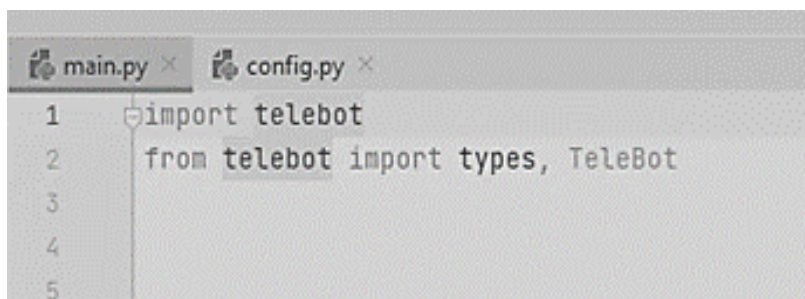 main.py × config.py ×
1 import telebot
2 from telebot import types, TeleBot
3
4
5